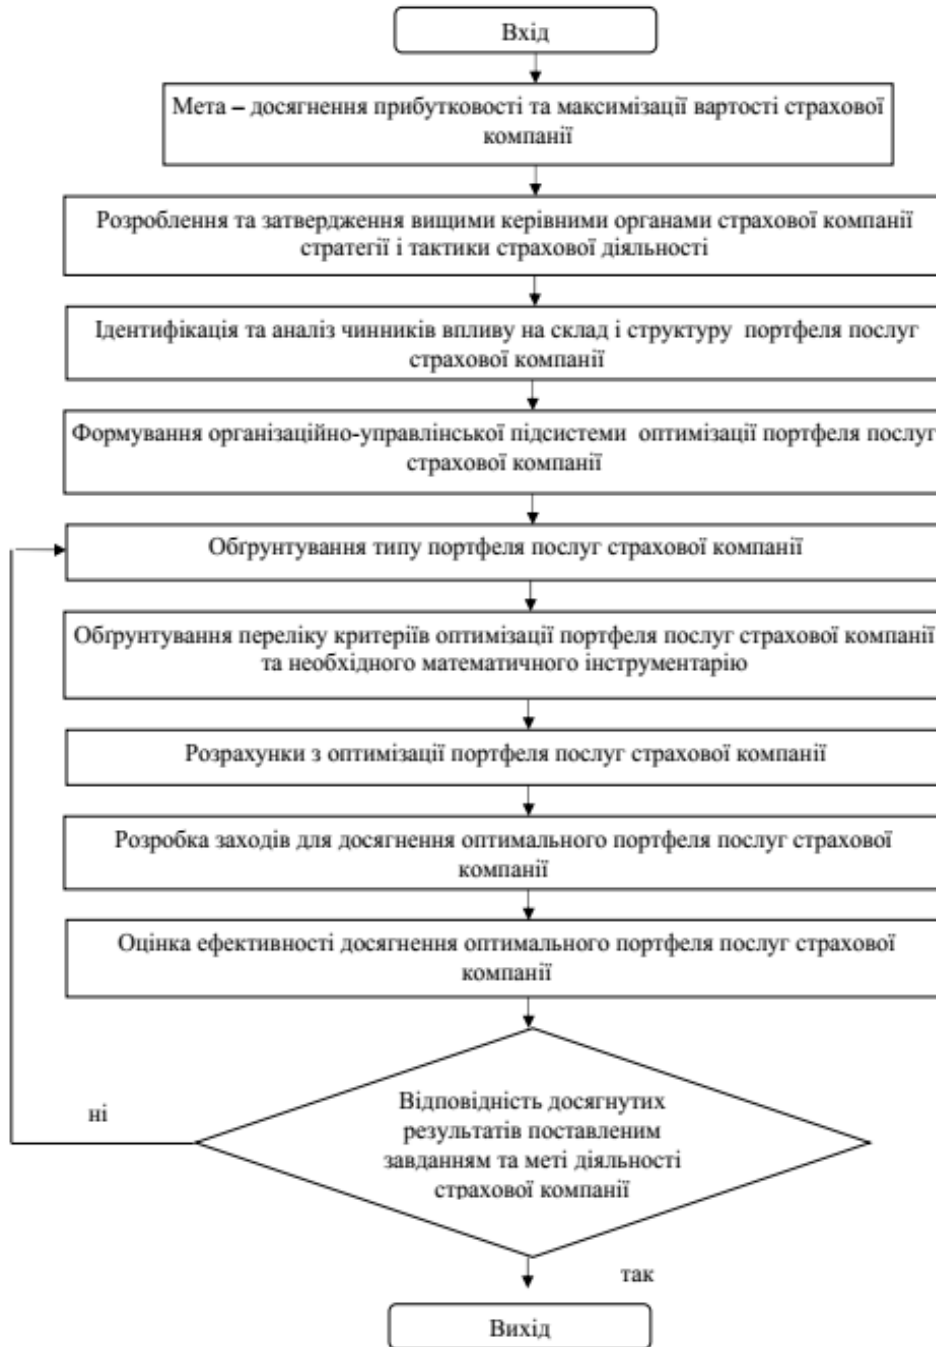 Вхід
Мета – досягнення прибутковості та максимізації вартості страхової
компанії
Розроблення та затвердження вищими керівними органами страхової компанії
стратегії і тактики страхової діяльності
Ідентифікація та аналіз чинників впливу на склад і структуру портфеля послуг
страхової компанії
Формування організаційно-управлінської підсистеми оптимізації портфеля послуг
страхової компанії
Обґрунтування типу портфеля послуг страхової компанії
Обґрунтування переліку критеріїв оптимізації портфеля послуг страхової компанії
та необхідного математичного інструментарію
Розрахунки з оптимізації портфеля послуг страхової компанії
Розробка заходів для досягнення оптимального портфеля послуг страхової
компанії
Оцінка ефективності досягнення оптимального портфеля послуг страхової
компанії
Відповідність досягнутих
результатів поставленим
завданням та меті діяльності
страхової компанії
ні
так
Вихід